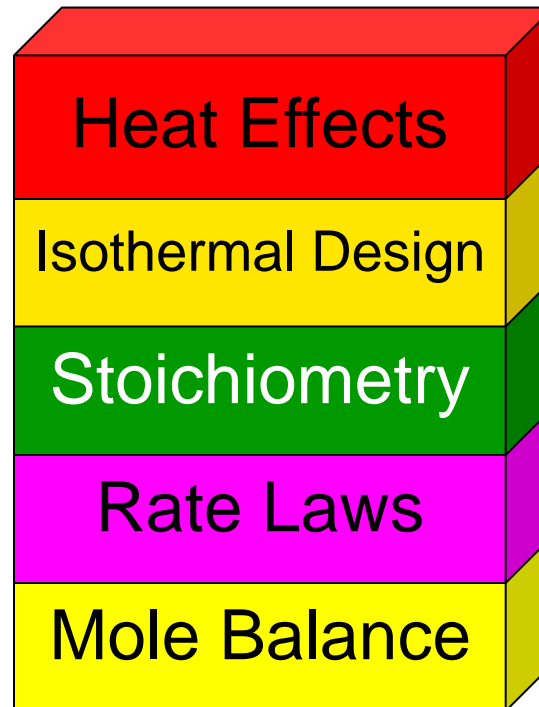 Heat Effects
Isothermal Design
Stoichiometry
Rate Laws
Mole Balance